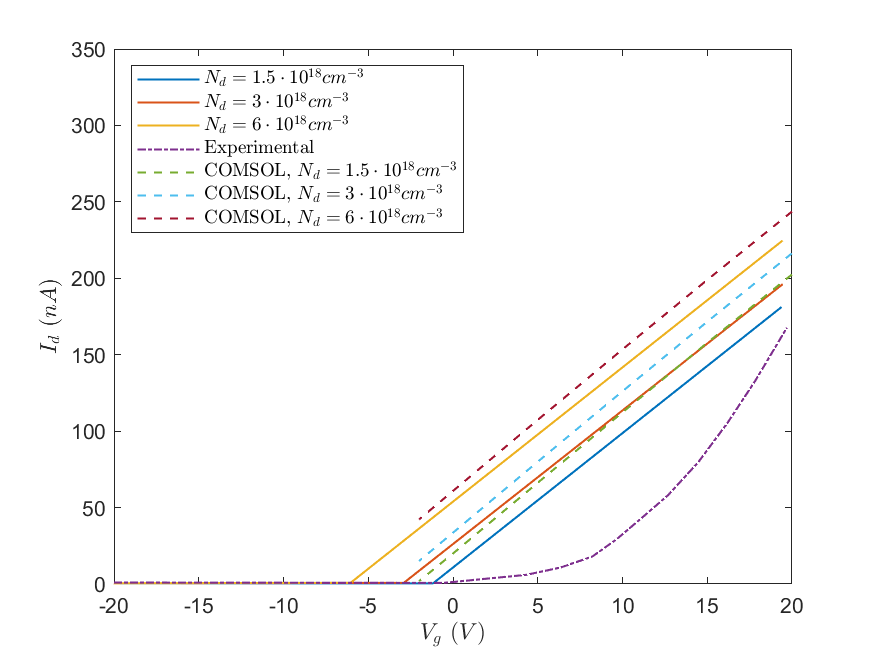 350
300
250
200
150
100
50
0
I_d (nA)
N_d = 1.5 · 10^{18}cm^{-3}
N_d = 3 · 10^{18}cm^{-3}
N_d = 6 · 10^{18}cm^{-3}
Experimental
COMSOL, N_d = 1.5 · 10^{18}cm^{-3}
COMSOL, N_d = 3 · 10^{18}cm^{-3}
COMSOL, N_d = 6 · 10^{18}cm^{-3}
-20 -15 -10 -5 0 5 10 15 20
V_g (V)